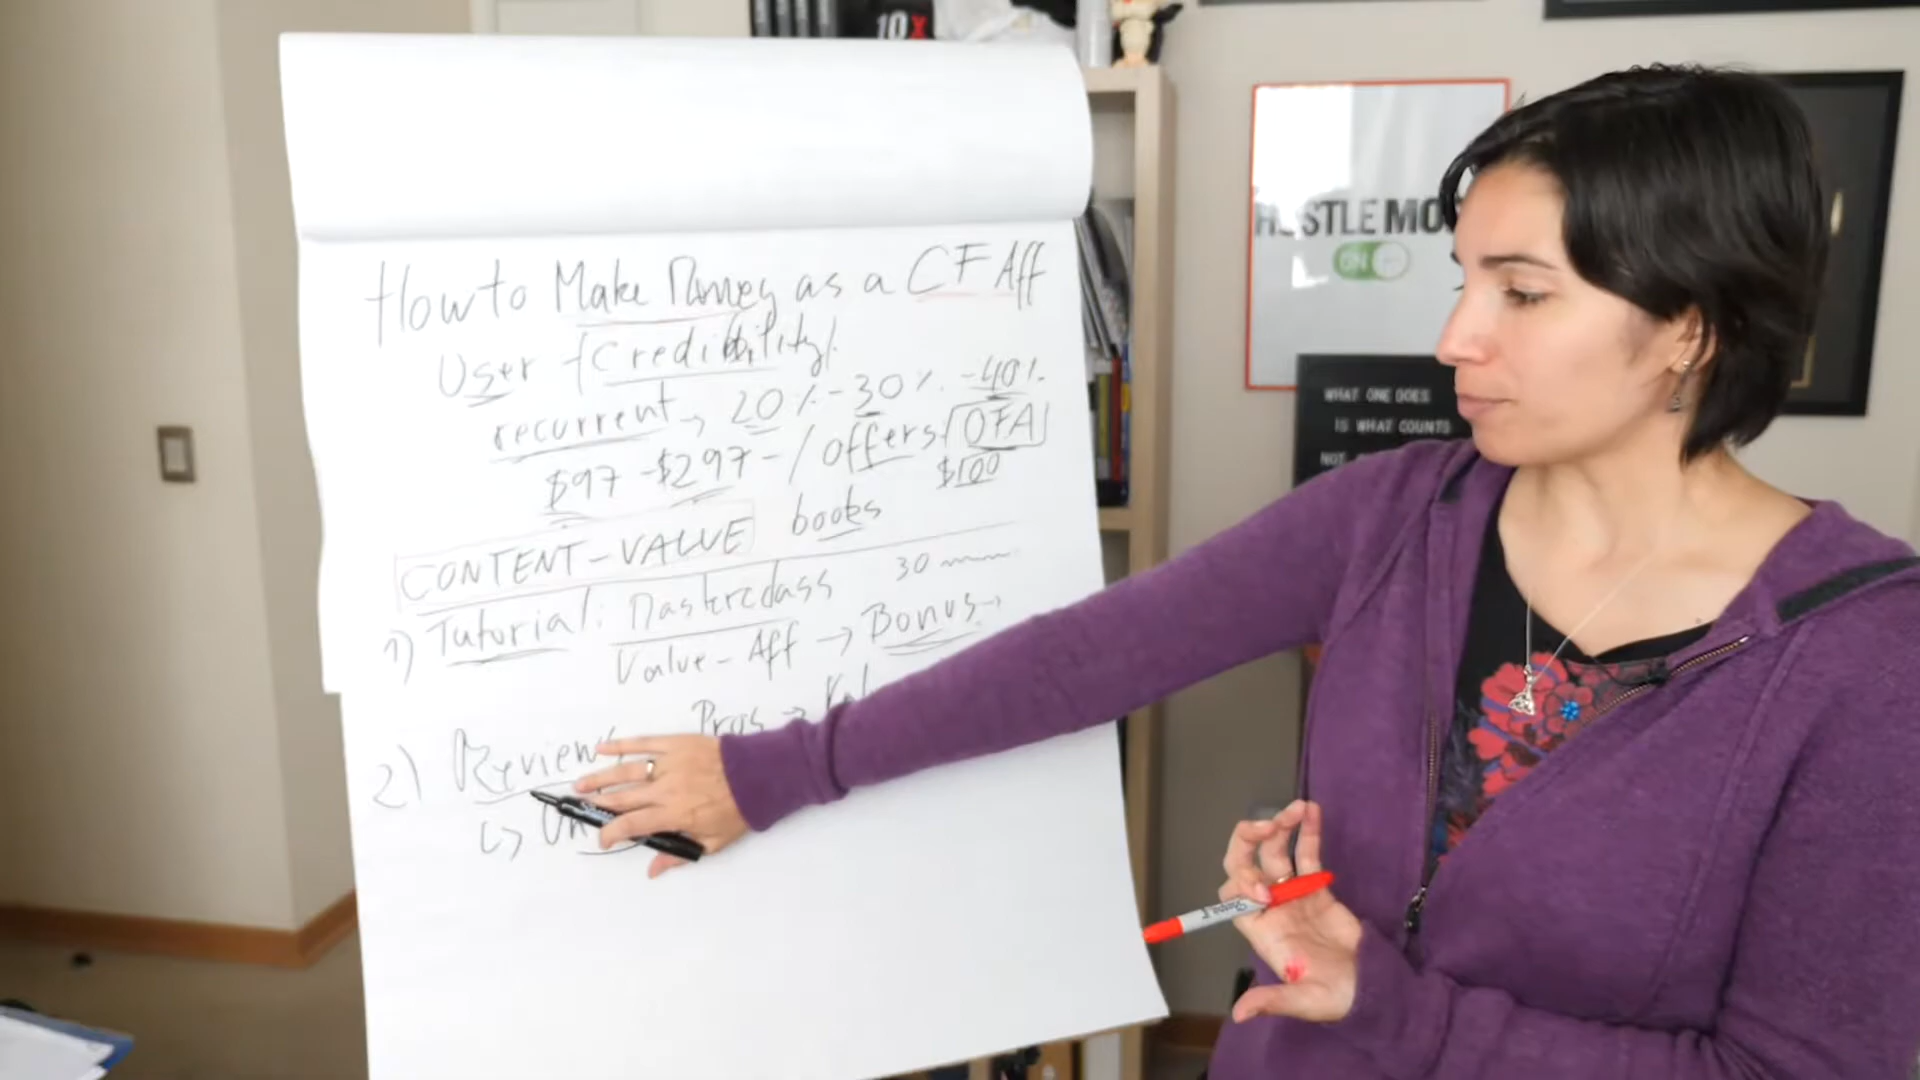 10X
How to Make Money as a CF Aff
User + Credibility/.
recurrent → 20%-30%-40%
$97-$297-/offers/OFA
$100
books
CONTENT-VALUE
30
1) Tutorial: Masterclass
Value-Aff → Bonus→
Pros →
2) Reviews
HUSTLE MO
ON
WHAT ONE DOES
IS WHAT COUNTS
NOT
Sharpie